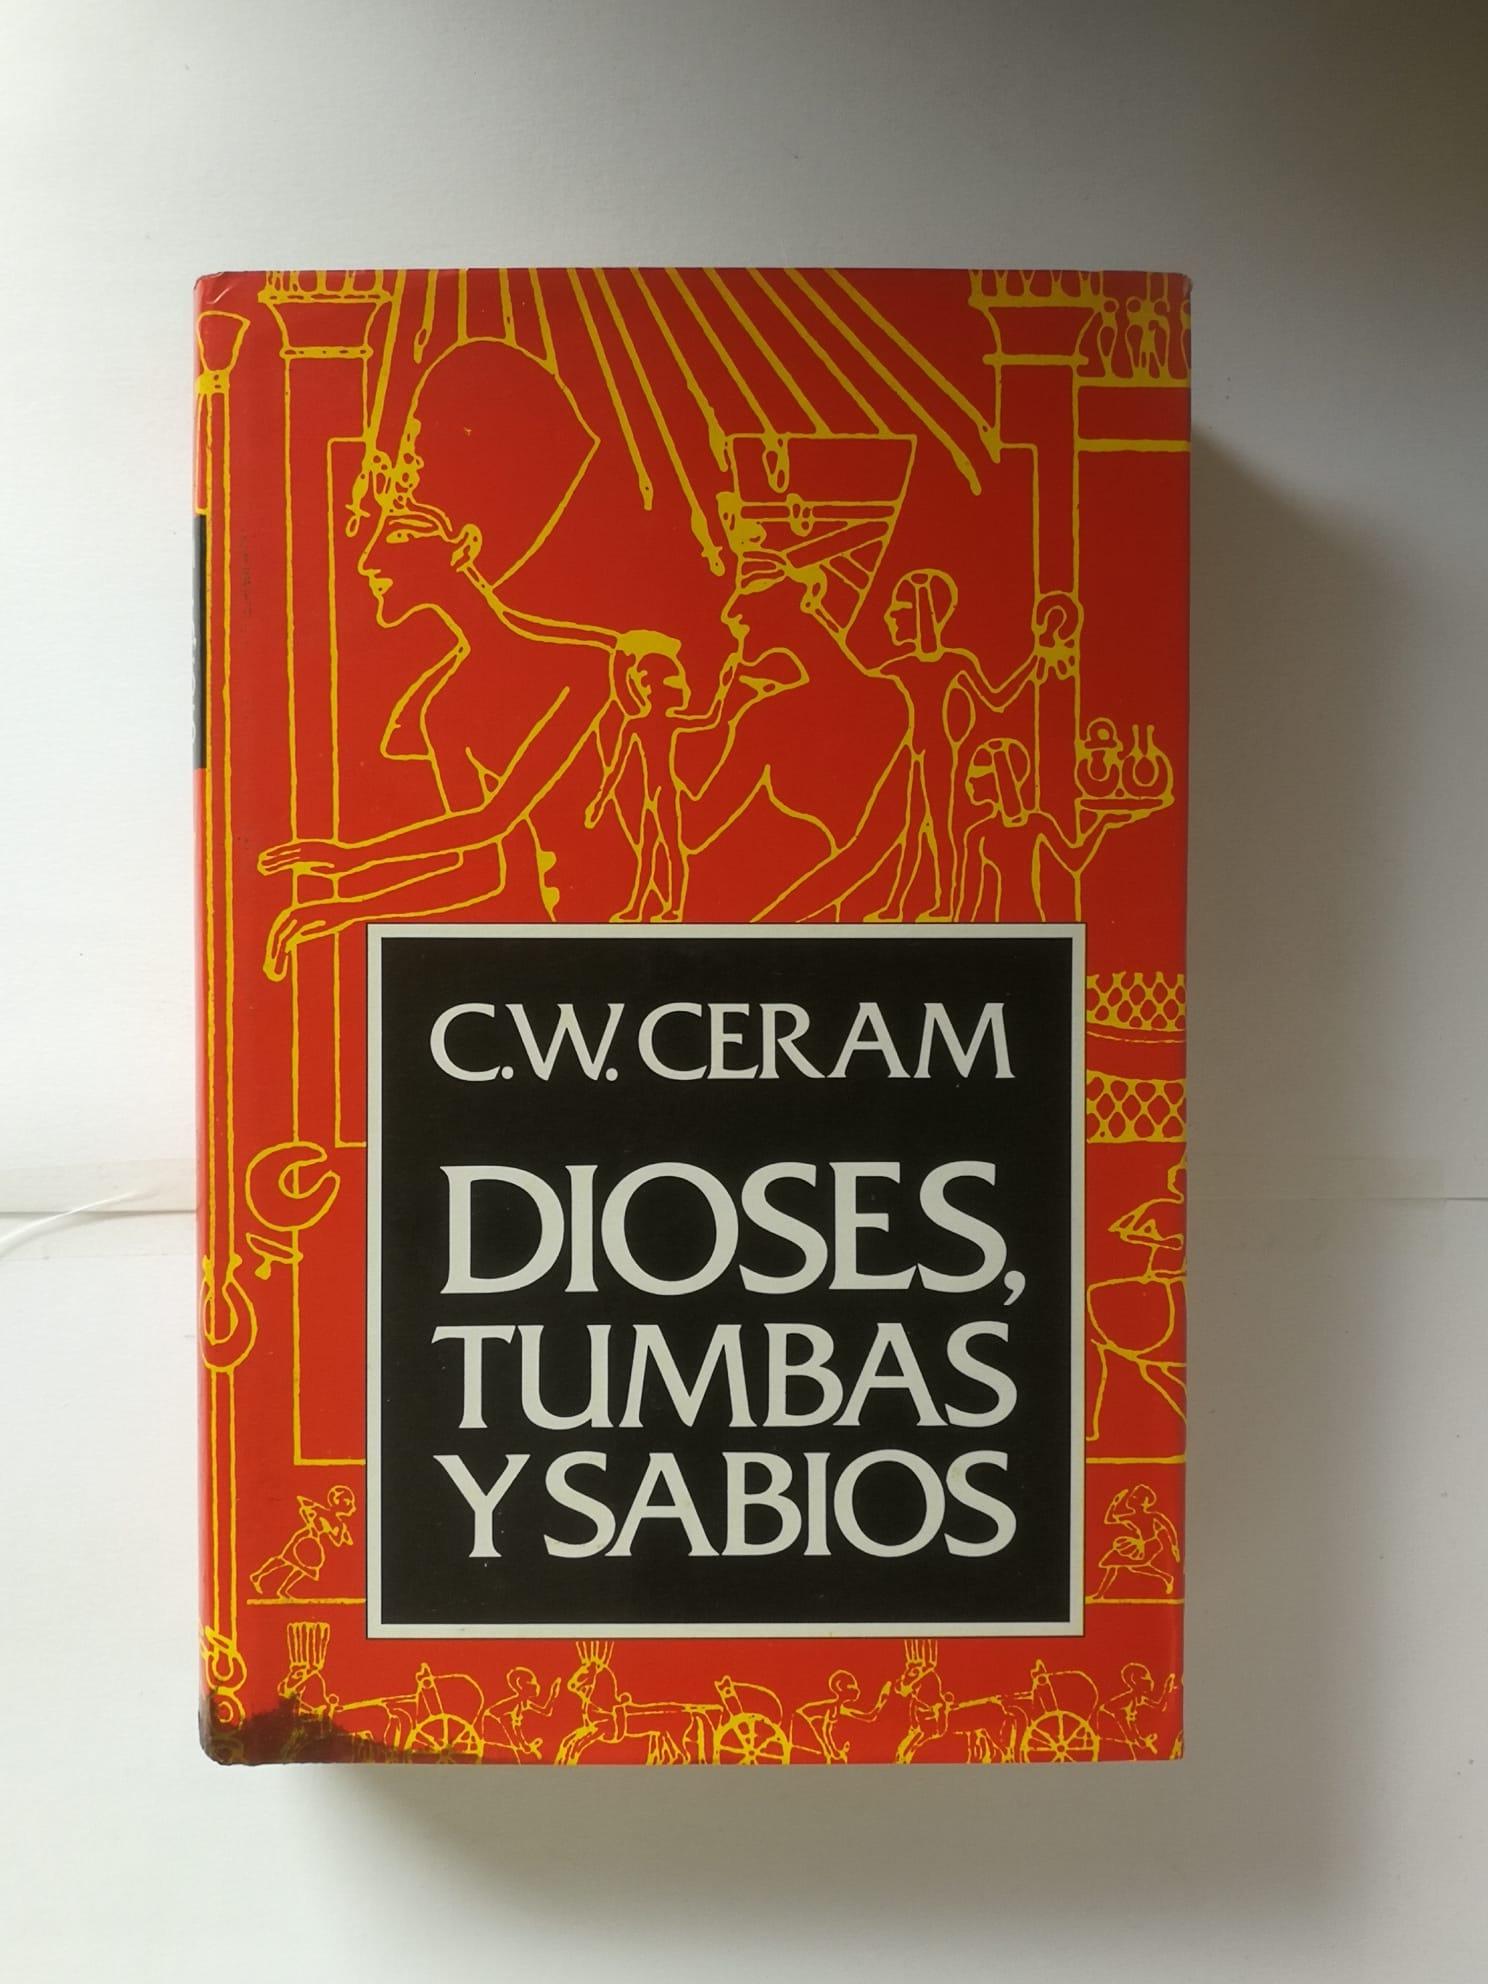 C.W. CERAM
DIOSES,
TUMBAS
Y SABIOS